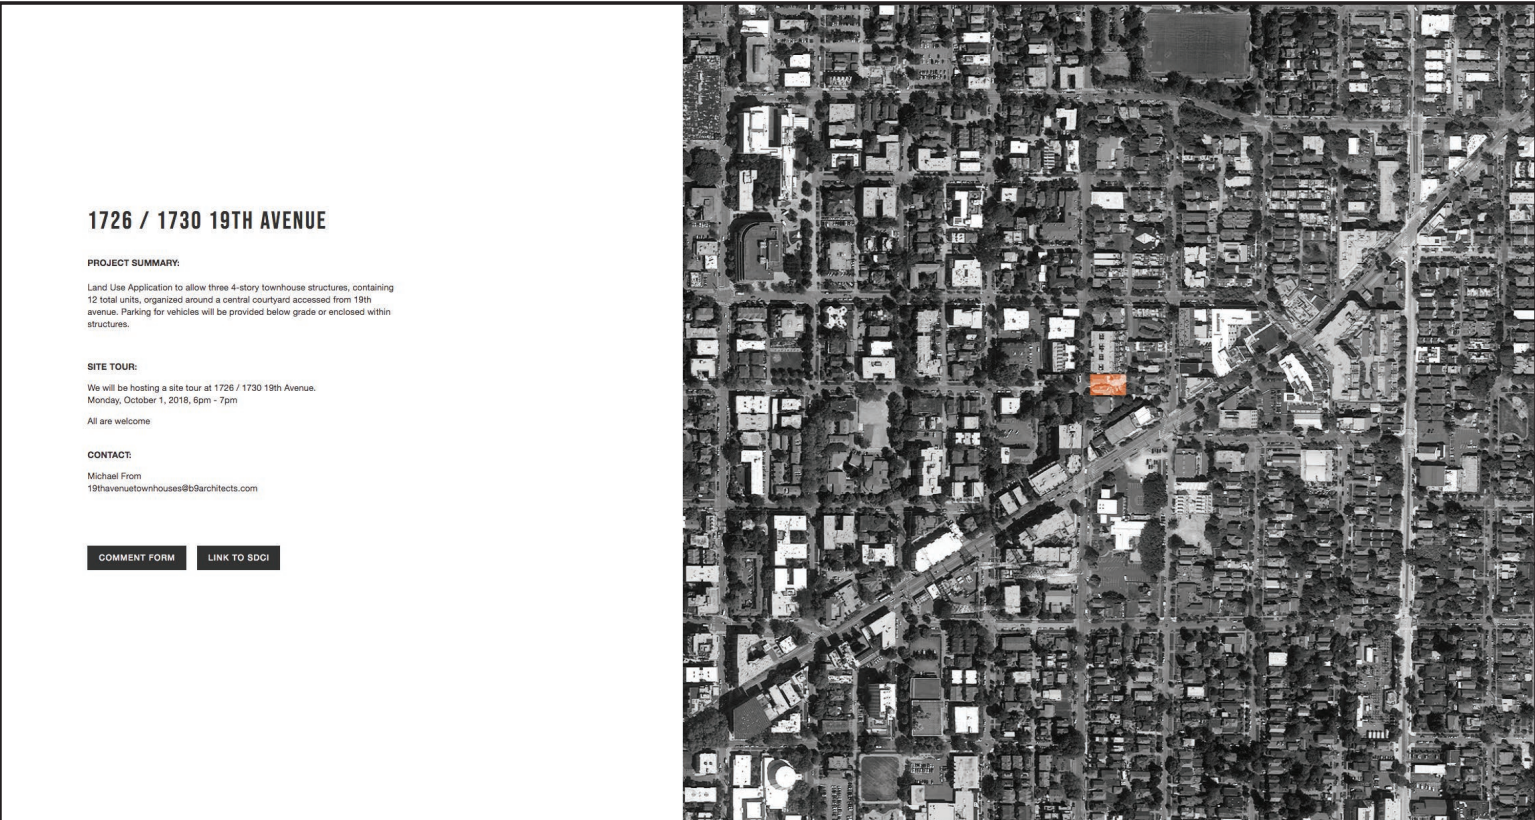 1726 / 1730 19TH AVENUE
PROJECT SUMMARY:
Land Use Application to allow three 4-story townhouse structures, containing
12 total units, organized around a central courtyard accessed from 19th
avenue. Parking for vehicles will be provided below grade or enclosed within
structures.
SITE TOUR:
We will be hosting a site tour at 1726 / 1730 19th Avenue.
Monday, October 1, 2018, 6pm - 7pm
All are welcome
CONTACT:
Michael From
19thavenuetownhouses@b9architects.com
COMMENT FORM
LINK TO SDCI